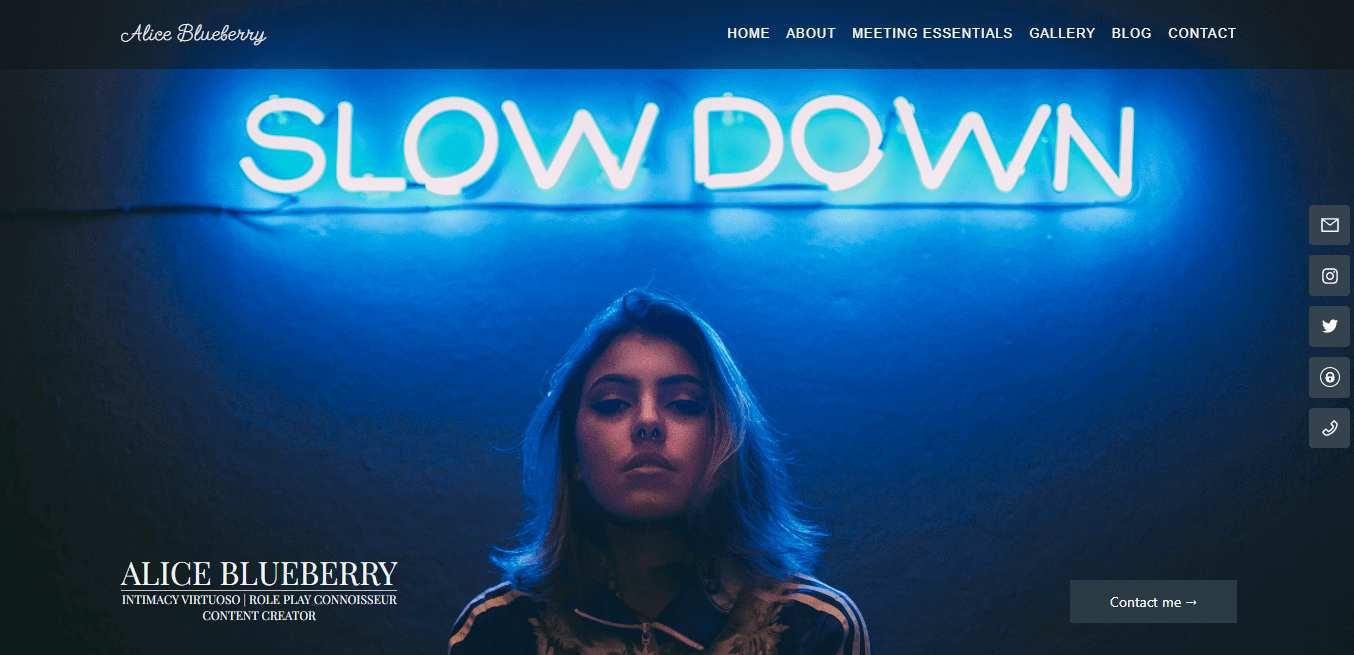 Alice Blueberry
HOME ABOUT MEETING ESSENTIALS GALLERY BLOG CONTACT
SLOW DOWN
ALICE BLUEBERRY
INTIMACY VIRTUOSO | ROLE PLAY CONNOISSEUR
CONTENT CREATOR
Contact me →